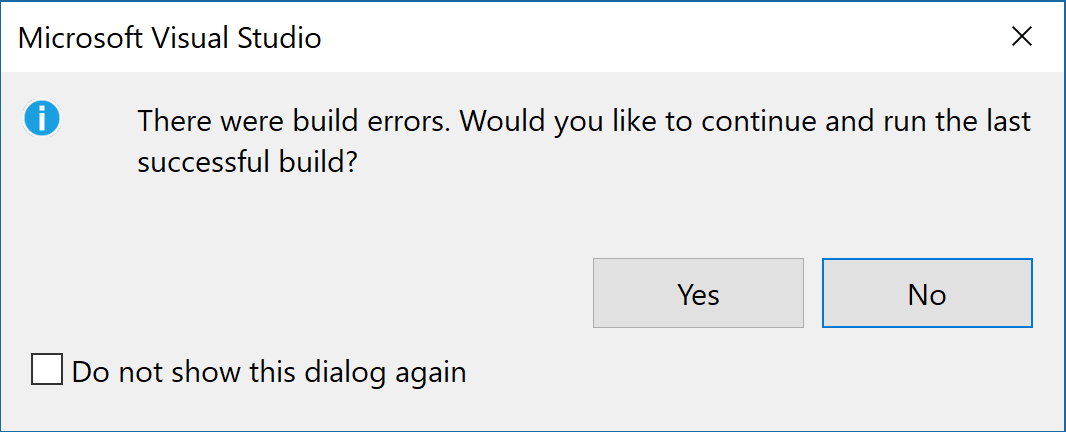 Microsoft Visual Studio
There were build errors. Would you like to continue and run the last
successful build?
Yes
No
Do not show this dialog again